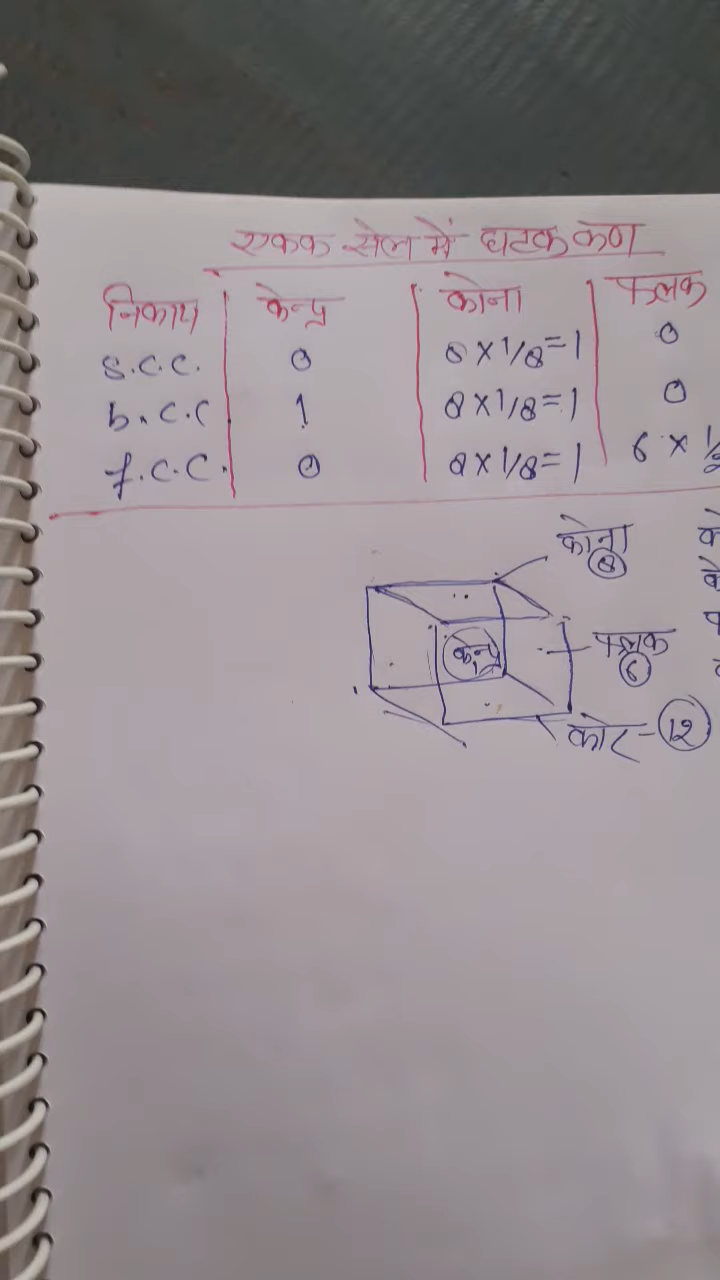 एकक सेल में घटक कण
निकाय केन्द्र कोना फलक
S.C.C. 0 8 × 1/8 = 1 0
b.c.c. 1 8 × 1/8 = 1 0
f.c.c. 0 8 × 1/8 = 1 6 × 1/2
कोना
8
केन्द्र
फलक
6
कोर - 12